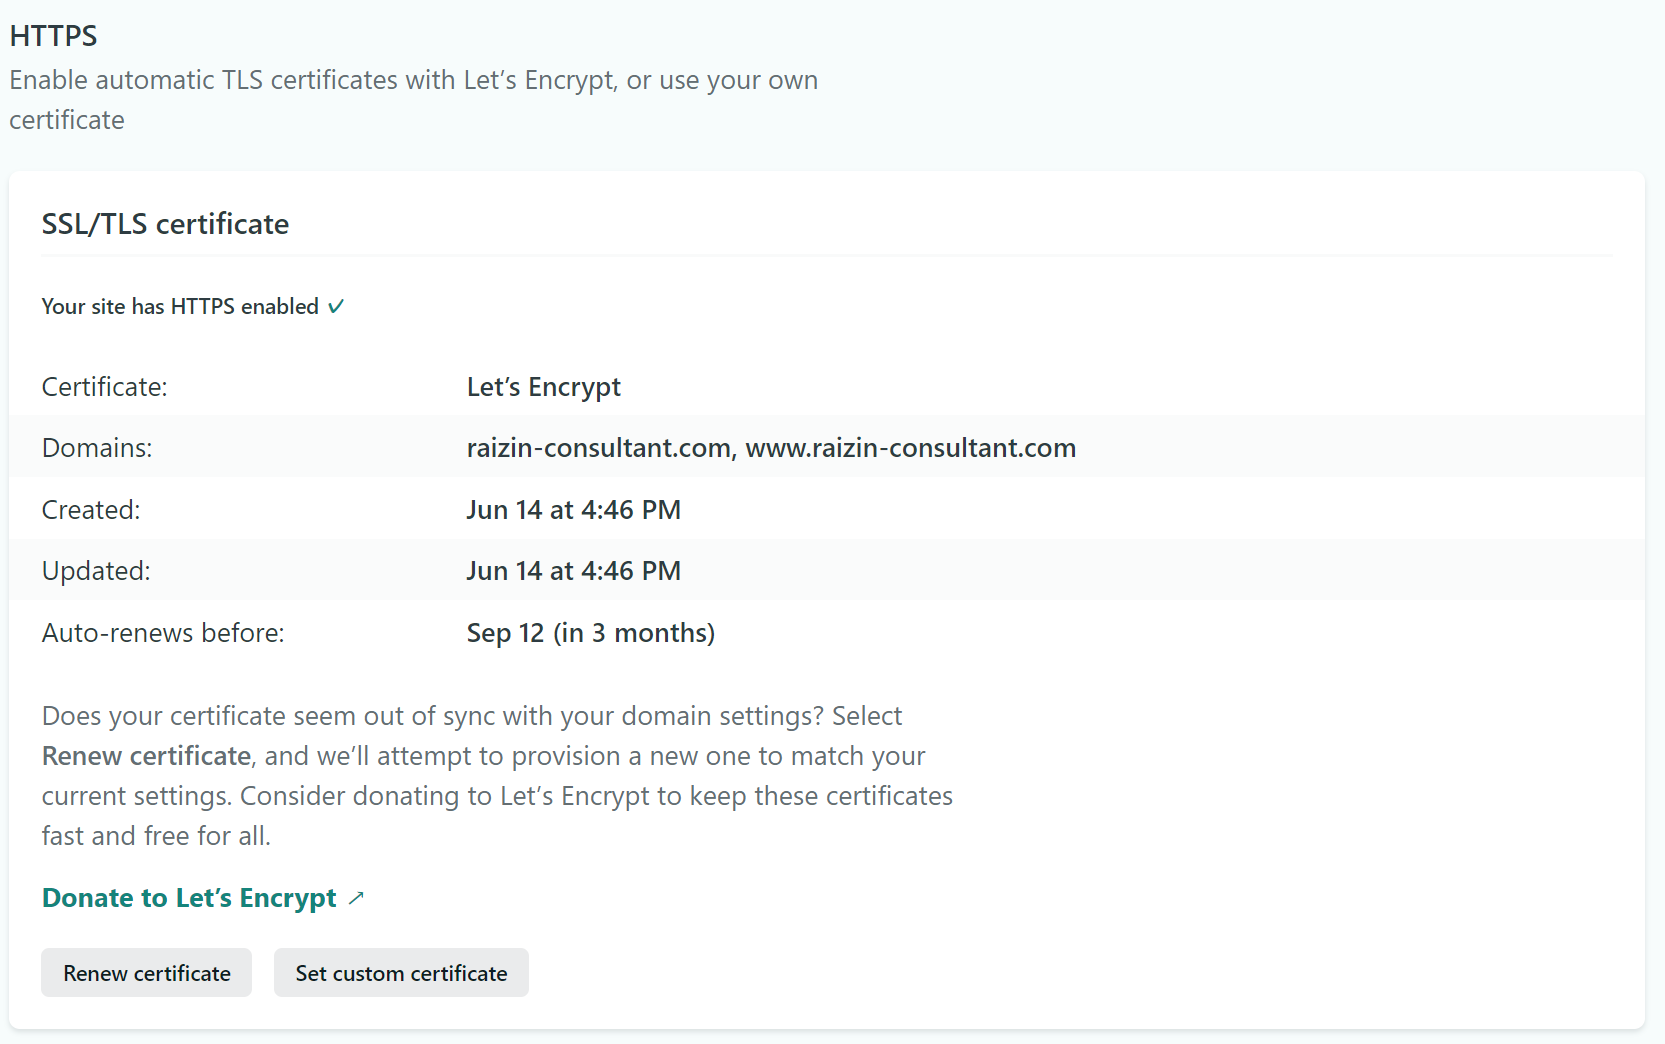 HTTPS
Enable automatic TLS certificates with Let’s Encrypt, or use your own
certificate
SSL/TLS certificate
Your site has HTTPS enabled ✓
Certificate: Let’s Encrypt
Domains: raizin-consultant.com, www.raizin-consultant.com
Created: Jun 14 at 4:46 PM
Updated: Jun 14 at 4:46 PM
Auto-renews before: Sep 12 (in 3 months)
Does your certificate seem out of sync with your domain settings? Select
Renew certificate, and we’ll attempt to provision a new one to match your
current settings. Consider donating to Let’s Encrypt to keep these certificates
fast and free for all.
Donate to Let’s Encrypt ↗
Renew certificate Set custom certificate